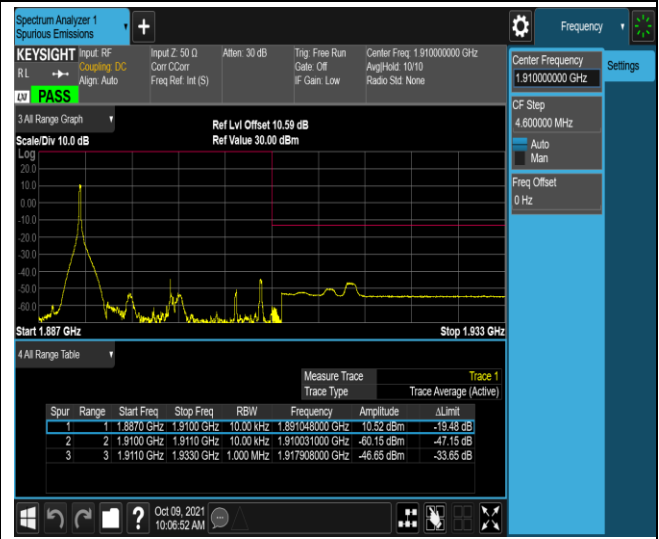 Spectrum Analyzer 1
Spurious Emissions
Frequency
KEYSIGHT
R L
LXI
PASS
Input: RF
Coupling: DC
Align: Auto
Input Z: 50 Ω
Corr CCorr
Freq Ref: Int (S)
Atten: 30 dB
Trig: Free Run
Gate: Off
IF Gain: Low
Center Freq: 1.910000000 GHz
Avg|Hold: 10/10
Radio Std: None
Center Frequency
1.910000000 GHz
Settings
CF Step
4.600000 MHz
Auto
Man
Freq Offset
0 Hz
3 All Range Graph
Scale/Div 10.0 dB
Ref Lvl Offset 10.59 dB
Ref Value 30.00 dBm
Log
20.0
10.0
0.00
-10.0
-20.0
-30.0
-40.0
-50.0
-60.0
Start 1.887 GHz
Stop 1.933 GHz
4 All Range Table
Measure Trace Trace 1
Trace Type Trace Average (Active)
Spur Range Start Freq Stop Freq RBW Frequency Amplitude ΔLimit
1 1 1.8870 GHz 1.9100 GHz 10.00 kHz 1.891048000 GHz 10.52 dBm -19.48 dB
2 2 1.9100 GHz 1.9110 GHz 10.00 kHz 1.910031000 GHz -60.15 dBm -47.15 dB
3 3 1.9110 GHz 1.9330 GHz 1.000 MHz 1.917908000 GHz -46.65 dBm -33.65 dB
?
Oct 09, 2021
10:06:52 AM